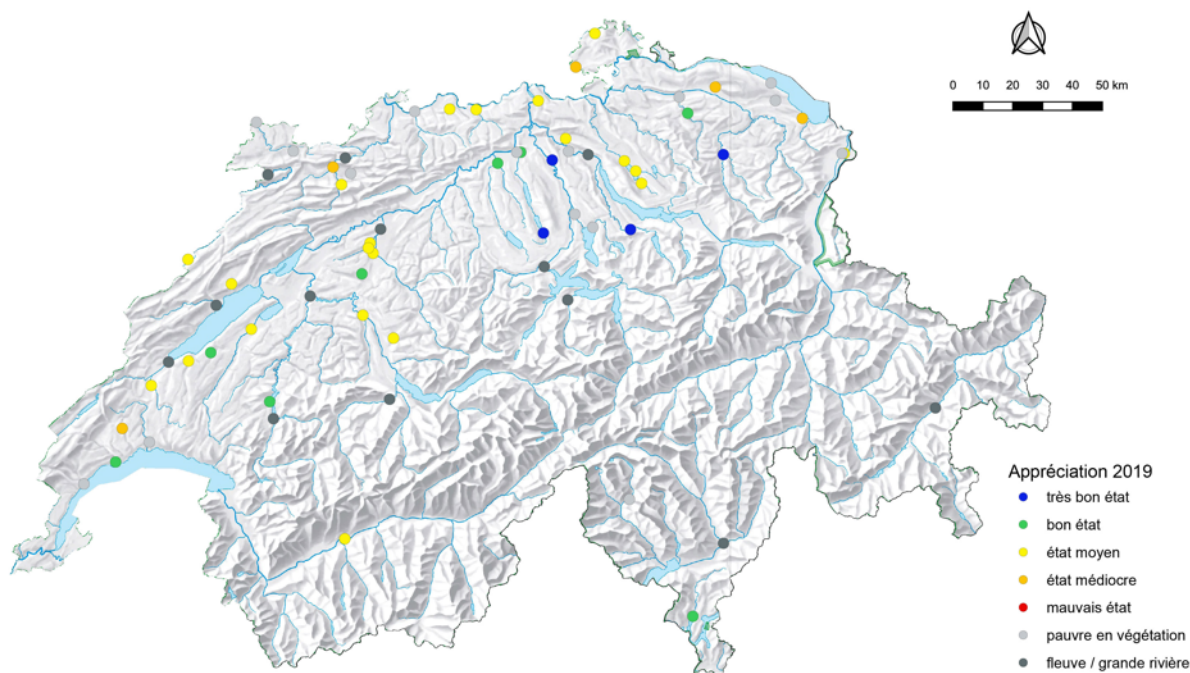 0 10 20 30 40 50 km
Appréciation 2019
très bon état
bon état
état moyen
état médiocre
mauvais état
pauvre en végétation
fleuve / grande rivière